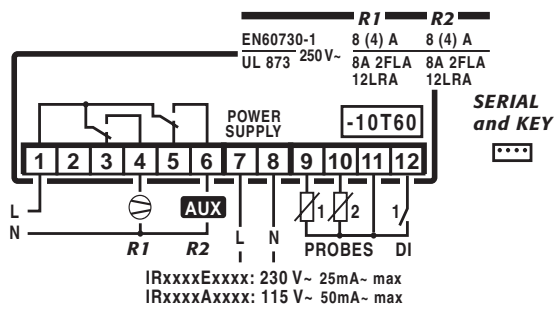 R1 R2
EN60730-1 250V~ 8 (4) A 8 (4) A
UL 873 8A 2FLA 8A 2FLA
12LRA 12LRA
SERIAL
and KEY
POWER
SUPPLY
-10T60
1 2 3 4 5 6 7 8 9 10 11 12
L
N
AUX
1 2 1
R1 R2 L N PROBES DI
IRxxxxExxxx: 230 V~ 25mA~ max
IRxxxxAxxxx: 115 V~ 50mA~ max